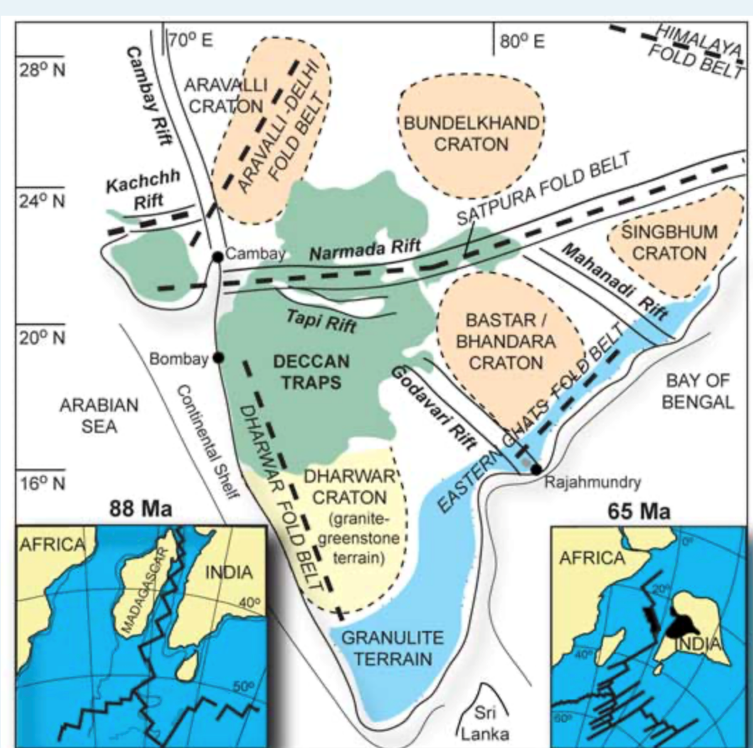 70° E
80° E
28° N
24° N
20° N
16° N
HIMALAYA
FOLD BELT
Cambay Rift
ARAVALLI
CRATON
ARAVALLI-DELHI
FOLD BELT
BUNDELKHAND
CRATON
Kachchh
Rift
SATPURA FOLD BELT
Cambay
Narmada Rift
SINGBHUM
CRATON
Mahanadi Rift
Tapi Rift
BASTAR /
BHANDARA
CRATON
Bombay
DECCAN
TRAPS
Godavari Rift
EASTERN GHATS FOLD BELT
BAY OF
BENGAL
ARABIAN
SEA
Continental Shelf
DHARWAR FOLD BELT
DHARWAR
CRATON
(granite-
greenstone
terrain)
Rajahmundry
GRANULITE
TERRAIN
Sri
Lanka
88 Ma
AFRICA
MADAGASCAR
INDIA
40°
50°
65 Ma
AFRICA
0°
20°
INDIA
40°
60°